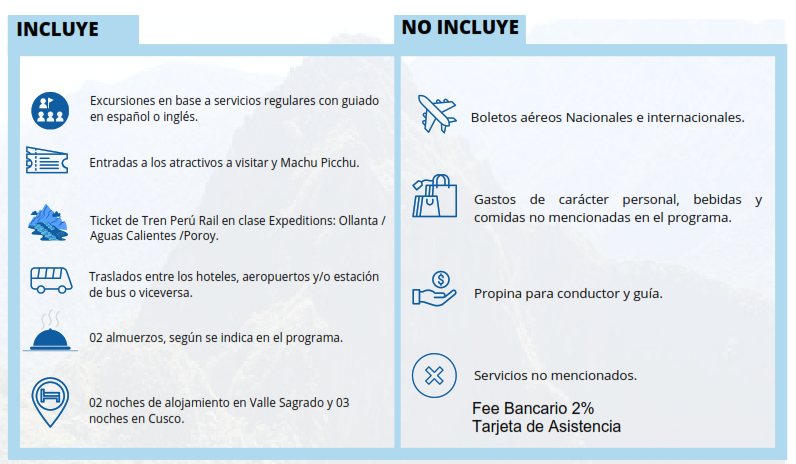 INCLUYE
Excursiones en base a servicios regulares con guiado
en español o inglés.
Entradas a los atractivos a visitar y Machu Picchu.
Ticket de Tren Perú Rail en clase Expeditions: Ollanta /
Aguas Calientes /Poroy.
Traslados entre los hoteles, aeropuertos y/o estación
de bus o viceversa.
02 almuerzos, según se indica en el programa.
02 noches de alojamiento en Valle Sagrado y 03
noches en Cusco.
NO INCLUYE
Boletos aéreos Nacionales e internacionales.
Gastos de carácter personal, bebidas y
comidas no mencionadas en el programa.
Propina para conductor y guía.
Servicios no mencionados.
Fee Bancario 2%
Tarjeta de Asistencia